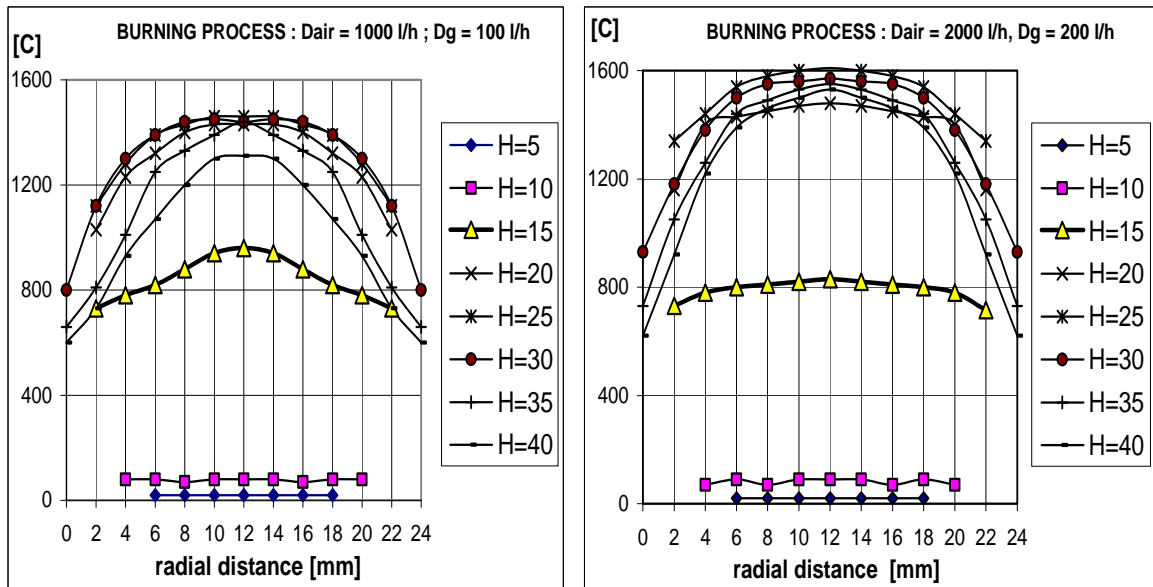 BURNING PROCESS : Dair = 1000 l/h ; Dg = 100 l/h
[C]
1600
1200
800
400
0
0 2 4 6 8 10 12 14 16 18 20 22 24
radial distance [mm]
H=5
H=10
H=15
H=20
H=25
H=30
H=35
H=40
BURNING PROCESS : Dair = 2000 l/h, Dg = 200 l/h
[C]
1600
1200
800
400
0
0 2 4 6 8 10 12 14 16 18 20 22 24
radial distance [mm]
H=5
H=10
H=15
H=20
H=25
H=30
H=35
H=40